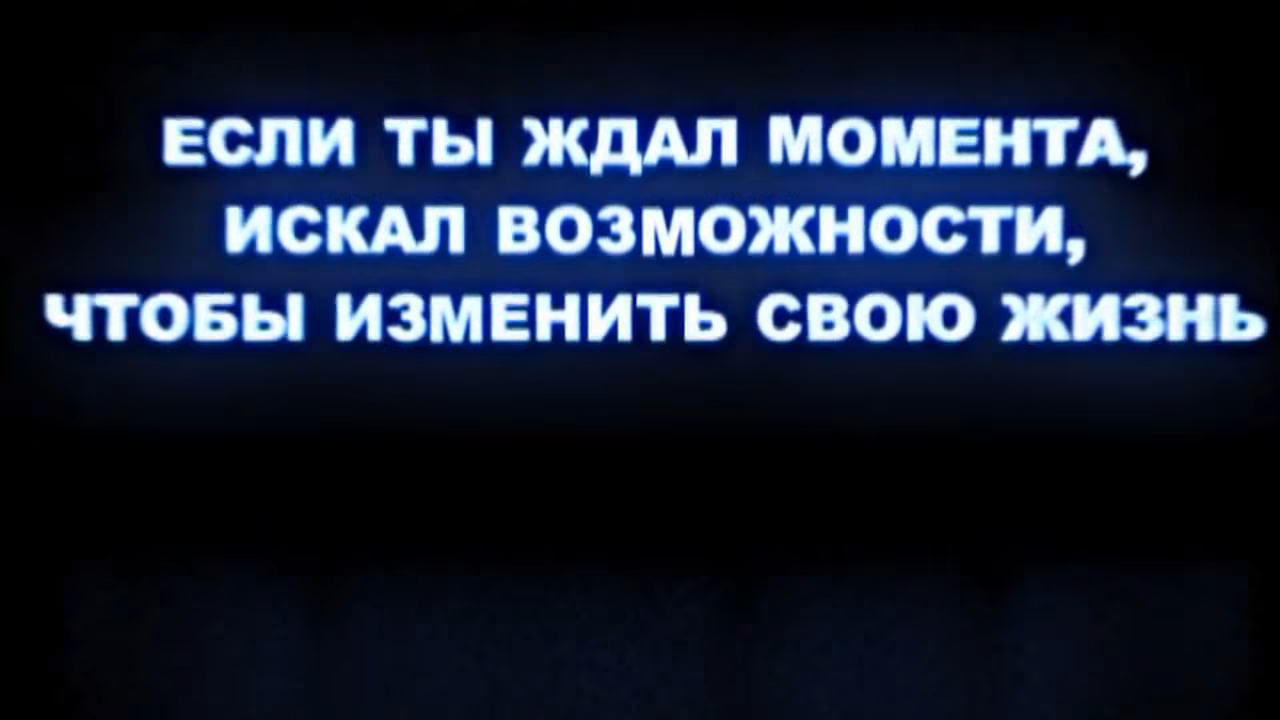 ЕСЛИ ТЫ ЖДАЛ МОМЕНТА,
ИСКАЛ ВОЗМОЖНОСТИ,
ЧТОБЫ ИЗМЕНИТЬ СВОЮ ЖИЗНЬ